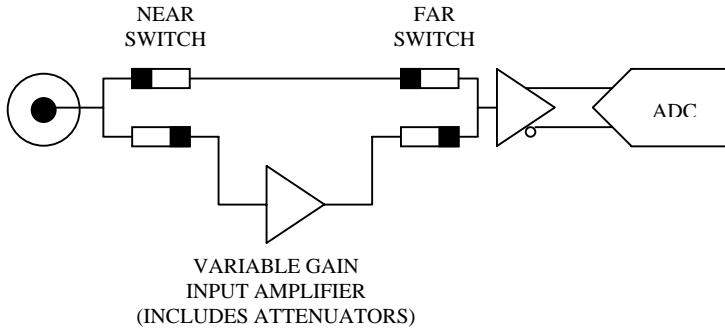 NEAR
SWITCH
FAR
SWITCH
ADC
VARIABLE GAIN
INPUT AMPLIFIER
(INCLUDES ATTENUATORS)